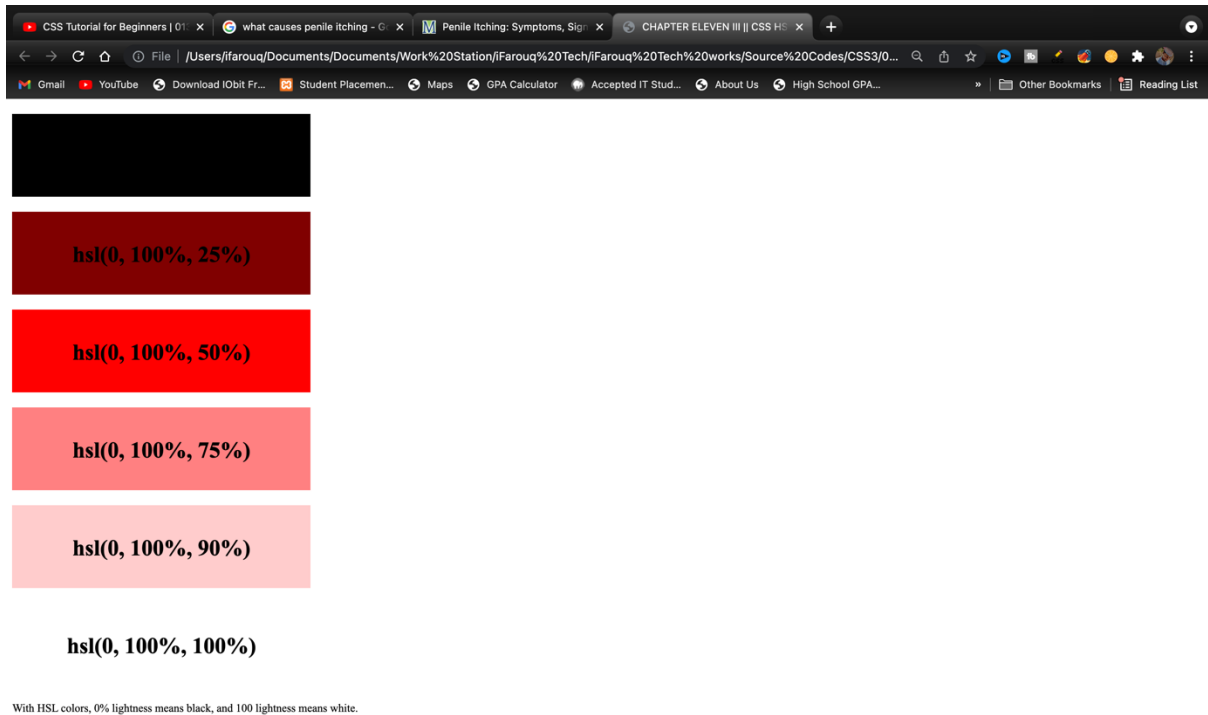 CSS Tutorial for Beginners | 01
what causes penile itching - G
Penile Itching: Symptoms, Sign
CHAPTER ELEVEN III || CSS HS
File | /Users/ifarouq/Documents/Documents/Work%20Station/iFarouq%20Tech/iFarouq%20Tech%20works/Source%20Codes/CSS3/0...
Gmail YouTube Download IObit Fr... Student Placemen... Maps GPA Calculator Accepted IT Stud... About Us High School GPA... » Other Bookmarks Reading List
hsl(0, 100%, 25%)
hsl(0, 100%, 50%)
hsl(0, 100%, 75%)
hsl(0, 100%, 90%)
hsl(0, 100%, 100%)
With HSL colors, 0% lightness means black, and 100 lightness means white.